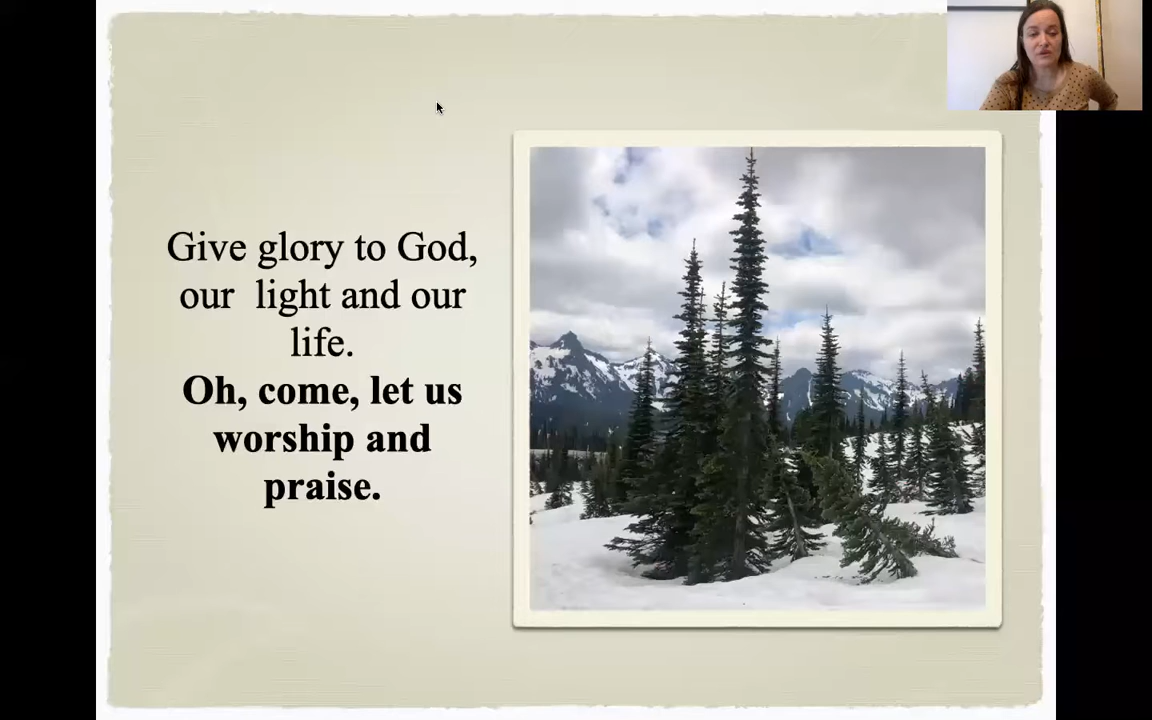 Give glory to God,
our  light and our
life.
Oh, come, let us
worship and
praise.